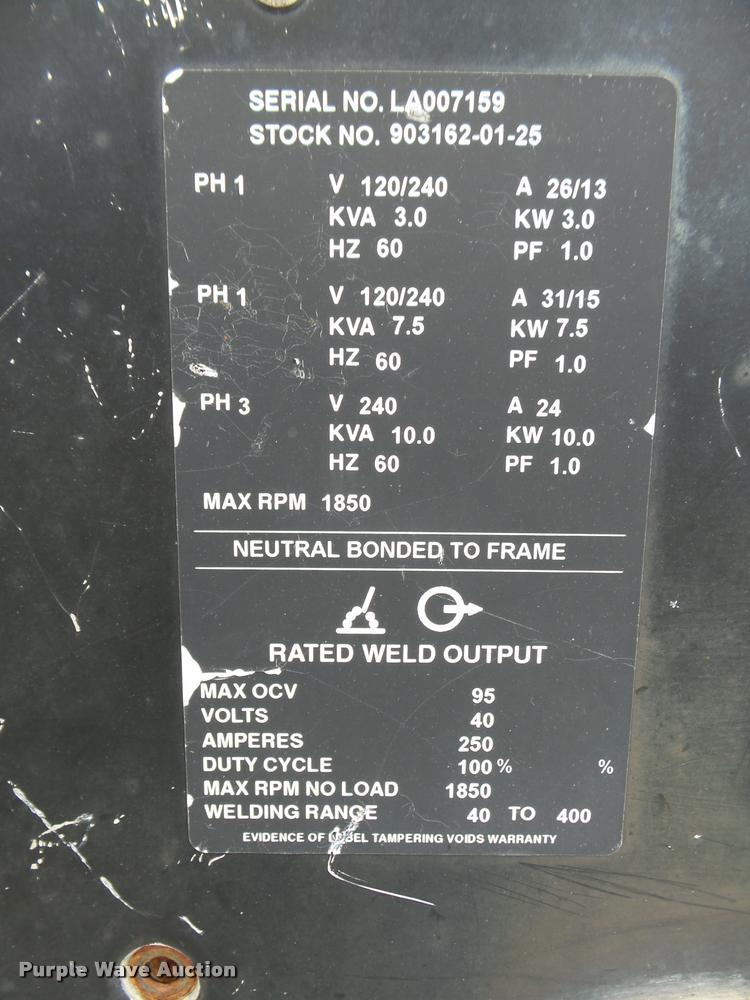 SERIAL NO. LA007159
STOCK NO. 903162-01-25
PH 1 V 120/240 A 26/13
KVA 3.0 KW 3.0
HZ 60 PF 1.0
PH 1 V 120/240 A 31/15
KVA 7.5 KW 7.5
HZ 60 PF 1.0
PH 3 V 240 A 24
KVA 10.0 KW 10.0
HZ 60 PF 1.0
MAX RPM 1850
NEUTRAL BONDED TO FRAME
RATED WELD OUTPUT
MAX OCV 95
VOLTS 40
AMPERES 250
DUTY CYCLE 100 % %
MAX RPM NO LOAD 1850
WELDING RANGE 40 TO 400
EVIDENCE OF LABEL TAMPERING VOIDS WARRANTY
Purple Wave Auction